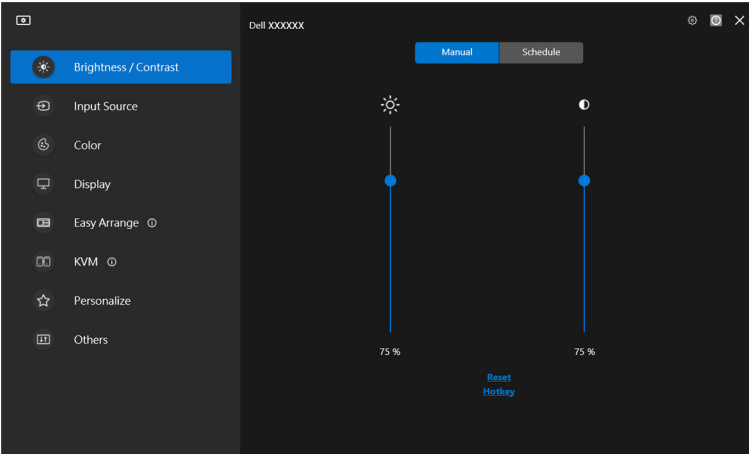 Dell XXXXXX
Manual Schedule
Brightness / Contrast
Input Source
Color
Display
Easy Arrange
KVM
Personalize
Others
75 % 75 %
Reset
Hotkey